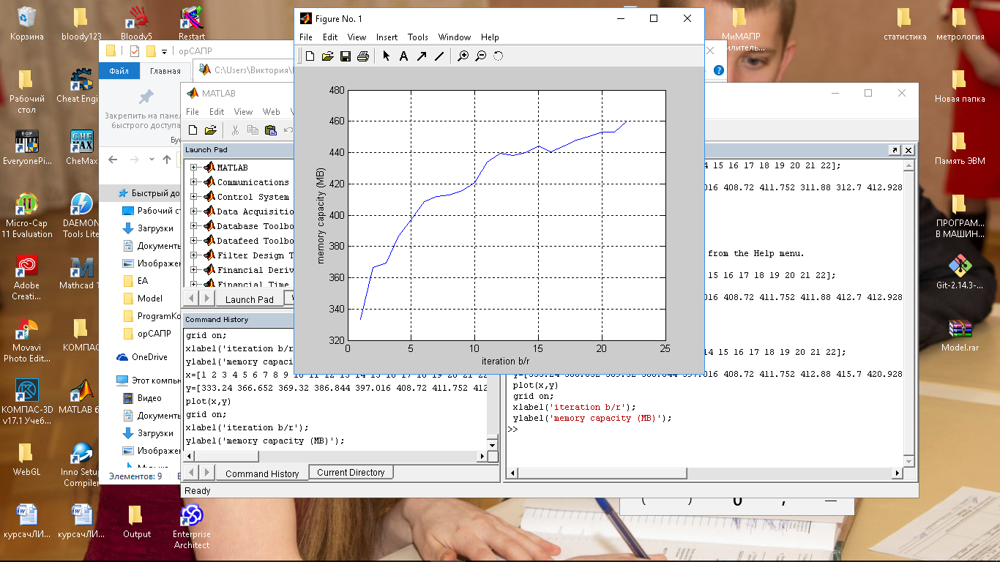 Корзина
bloody123
Bloody5
Restart
Рабочий стол
Cheat Engi...
EveryonePi...
CheMax
Micro-Cap 11 Evaluation
DAEMON Tools Lite
Adobe Creati...
Mathcad 1
Movavi Photo Edit...
КОМПАС-3D v17.1 Учеб...
MATLAB 6
WebGL
Inno Setup Compiler
курсачЛИ...
курсачЛИ...
Output
Enterprise Architect
орСАПР
Файл
Главная
C:\Users\Виктория\
Закрепить на панел
быстрого доступа
Быстрый до
Рабочий ст
Загрузки
Документы
Изображен
EA
Model
ProgramKo
орСАПР
OneDrive
Этот компью
Видео
Документы
Загрузки
Изображен
Элементов: 9
MATLAB
File Edit View Web
Launch Pad
MATLAB
Communications
Control System
Data Acquisitio
Database Toolbo
Datafeed Toolbo
Filter Design T
Financial Deriv
Financial Time
Launch Pad
Command History
grid on;
xlabel('iteration b/r
ylabel('memory capaci
x=[1 2 3 4 5 6 7 8 9 10 11 12 13 14 15 16 17 18 19 20 21 22
y=[333.24 366.652 369.32 386.844 397.016 408.72 411.752 412
plot(x,y)
grid on;
xlabel('iteration b/r');
ylabel('memory capacity (MB)');
Command History
Current Directory
Ready
Figure No. 1
File Edit View Insert Tools Window Help
480
460
440
420
400
380
360
340
320
0 5 10 15 20 25
memory capacity (MB)
iteration b/r
4 15 16 17 18 19 20 21 22];
016 408.72 411.752 311.88 312.7 412.928
from the Help menu.
15 16 17 18 19 20 21 22];
016 408.72 411.752 411.88 412.7 412.928
14 15 16 17 18 19 20 21 22];
y=[333.24 366.652 369.32 386.844 397.016 408.72 411.752 412.88 415.7 420.928
plot(x,y)
grid on;
xlabel('iteration b/r');
ylabel('memory capacity (MB)');
>>
МиМАПР
статистика
метрология
Новая папка
Память ЭВМ
ПРОГРАМ...
В МАШИН...
Git-2.14.3-...
Model.rar